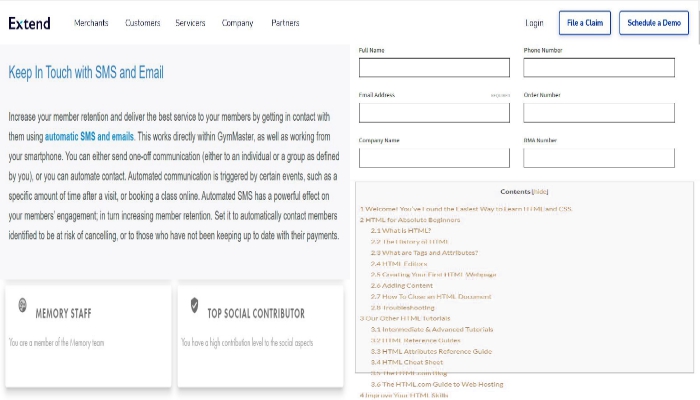 Extend
Merchants Customers Servicers Company Partners
Login File a Claim Schedule a Demo
Keep In Touch with SMS and Email
Increase your member retention and deliver the best service to your members by getting in contact with
them using automatic SMS and emails. This works directly within GymMaster, as well as working from
your smartphone. You can either send one-off communication (either to an individual or a group as defined
by you), or you can automate contact. Automated communication is triggered by certain events, such as a
specific amount of time after a visit, or booking a class online. Automated SMS has a powerful effect on
your members' engagement; in turn increasing member retention. Set it to automatically contact members
identified to be at risk of cancelling, or to those who have not been keeping up to date with their payments.
MEMORY STAFF
You are a member of the Memory team
TOP SOCIAL CONTRIBUTOR
You have a high contribution level to the social aspects
Full Name Phone Number
Email Address required Order Number
Company Name RMA Number
Contents [hide]
1 Welcome! You've Found the Easiest Way to Learn HTML and CSS
2 HTML for Absolute Beginners
2.1 What is HTML?
2.2 The History of HTML
2.3 What are Tags and Attributes?
2.4 HTML Editors
2.5 Creating Your First HTML Webpage
2.6 Adding Content
2.7 How To Close an HTML Document
2.8 Troubleshooting
3 Our Other HTML Tutorials
3.1 Intermediate & Advanced Tutorials
3.2 HTML Reference Guides
3.3 HTML Attributes Reference Guide
3.4 HTML Cheat Sheet
3.5 The HTML.com Blog
3.6 The HTML.com Guide to Web Hosting
4 Improve Your HTML Skills